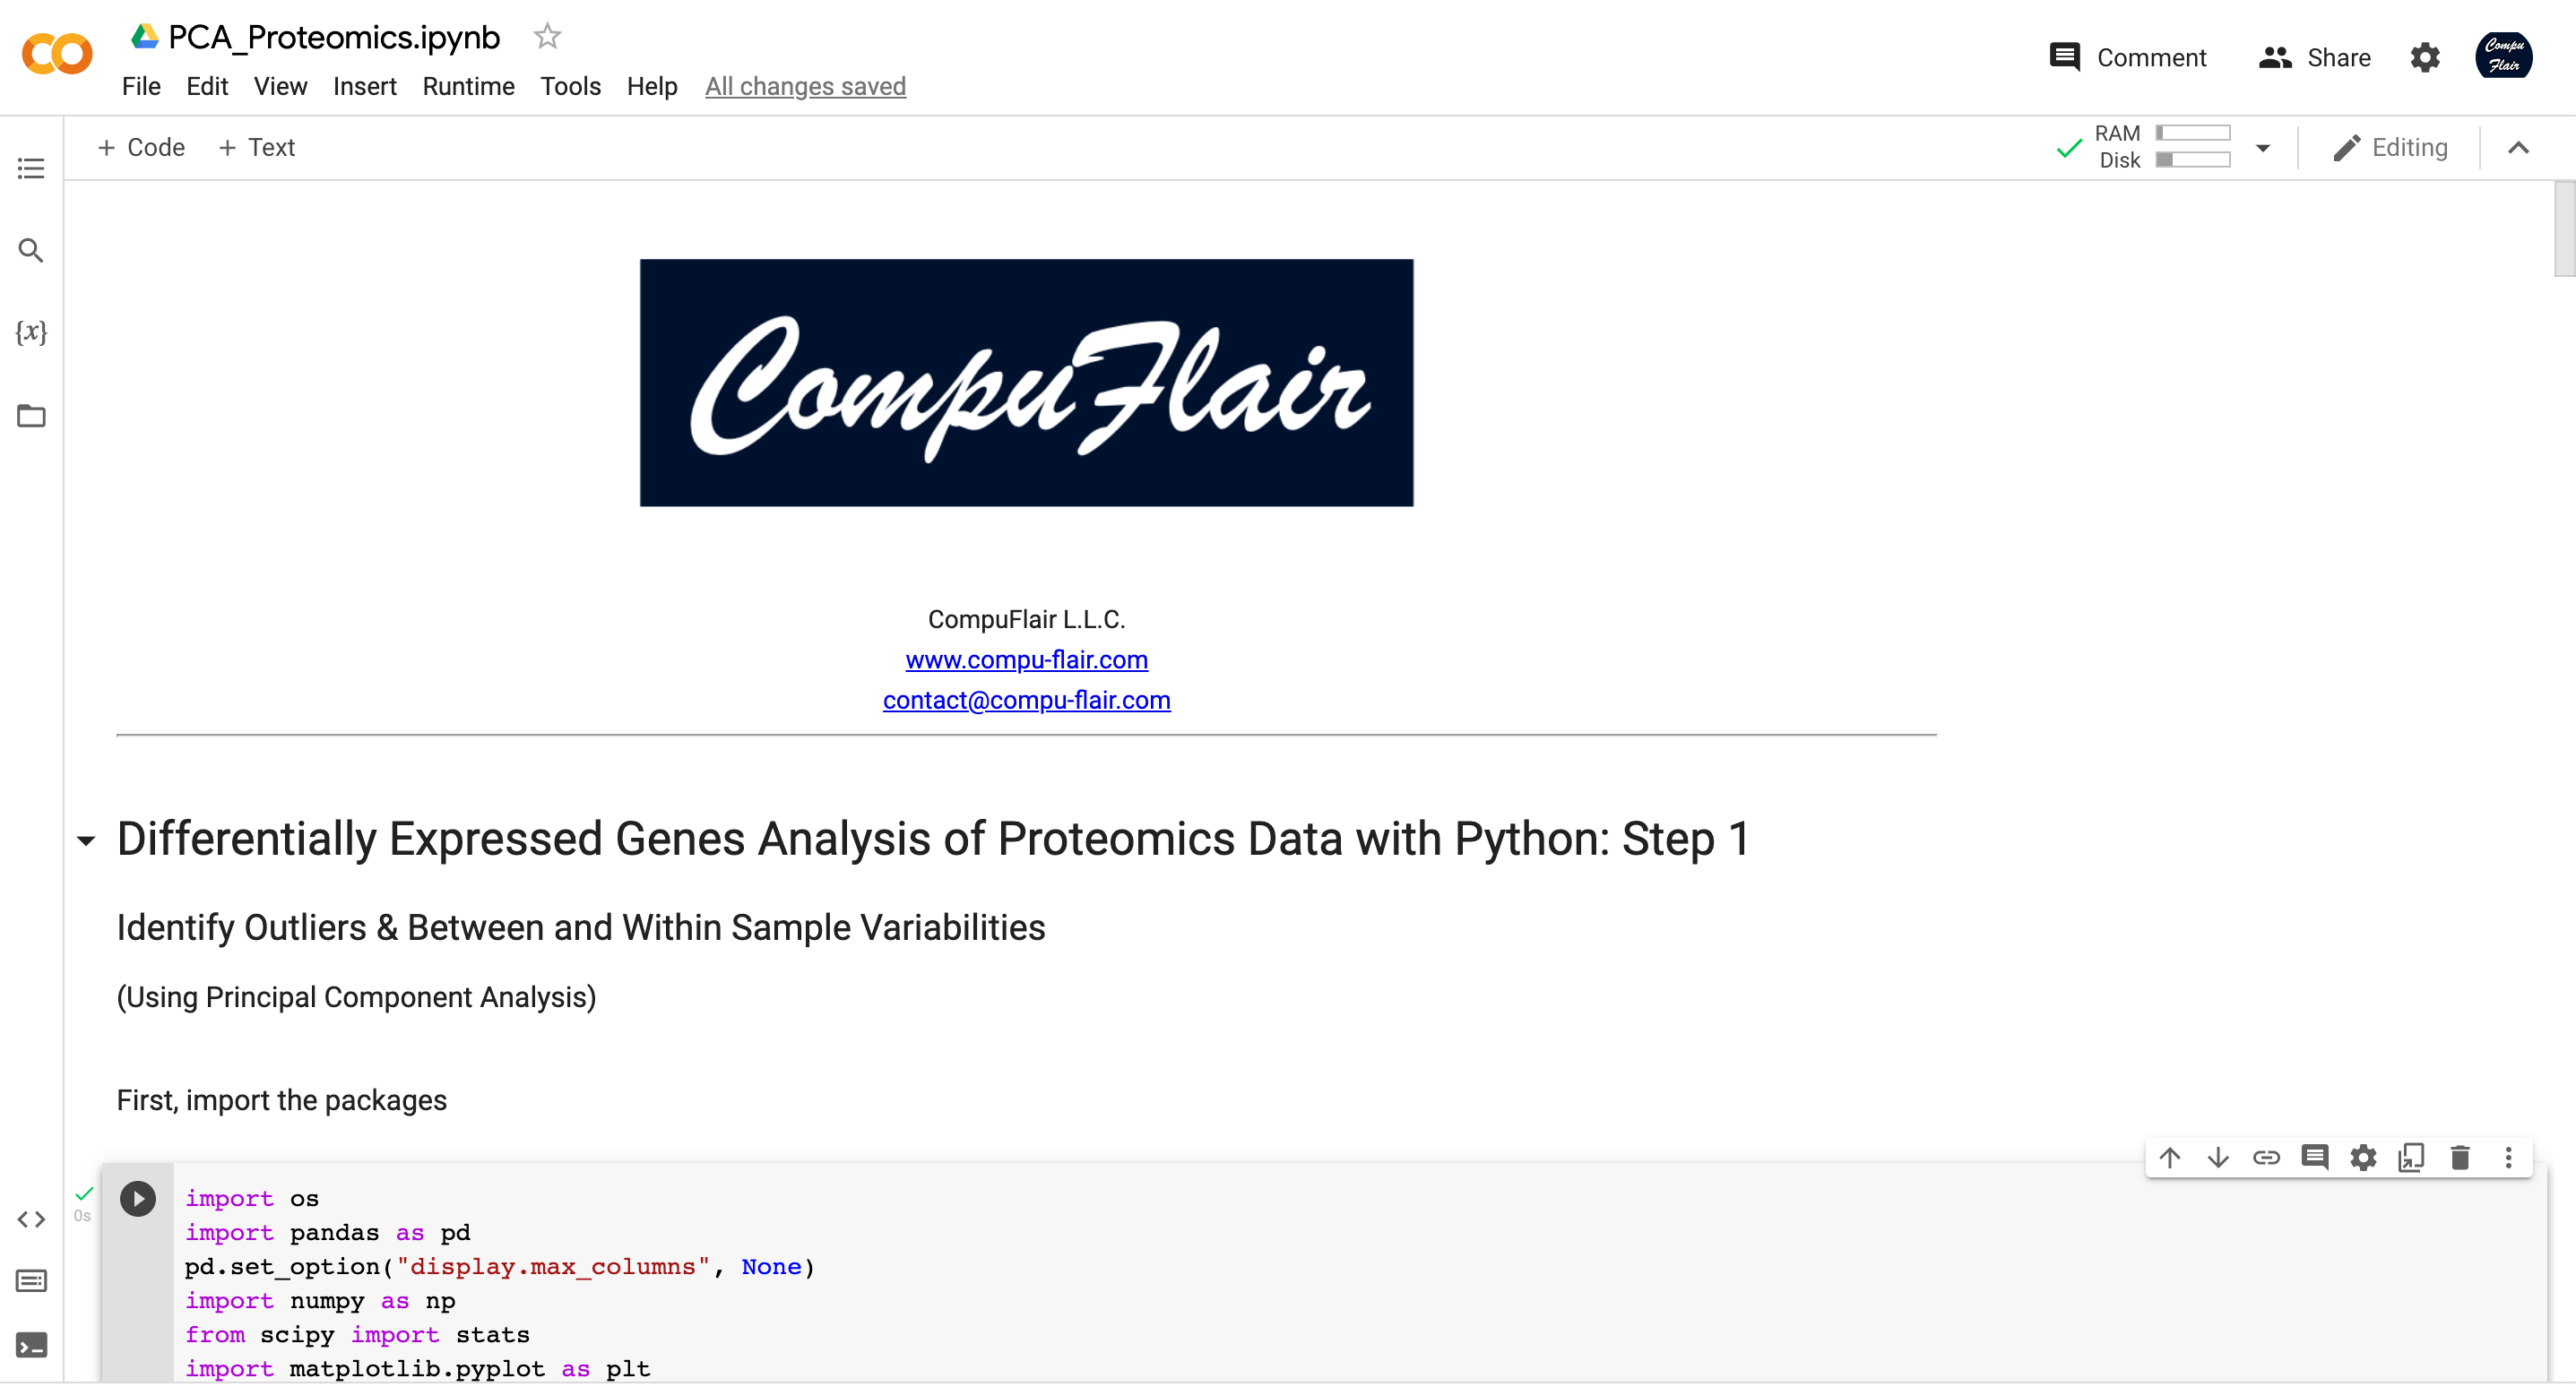 PCA_Proteomics.ipynb
File Edit View Insert Runtime Tools Help All changes saved
Comment Share
Compu
Flair
+ Code + Text
RAM
Disk
Editing
{x}
CompuFlair
CompuFlair L.L.C.
www.compu-flair.com
contact@compu-flair.com
Differentially Expressed Genes Analysis of Proteomics Data with Python: Step 1
Identify Outliers & Between and Within Sample Variabilities
(Using Principal Component Analysis)
First, import the packages
0s
import os
import pandas as pd
pd.set_option("display.max_columns", None)
import numpy as np
from scipy import stats
import matplotlib.pyplot as plt